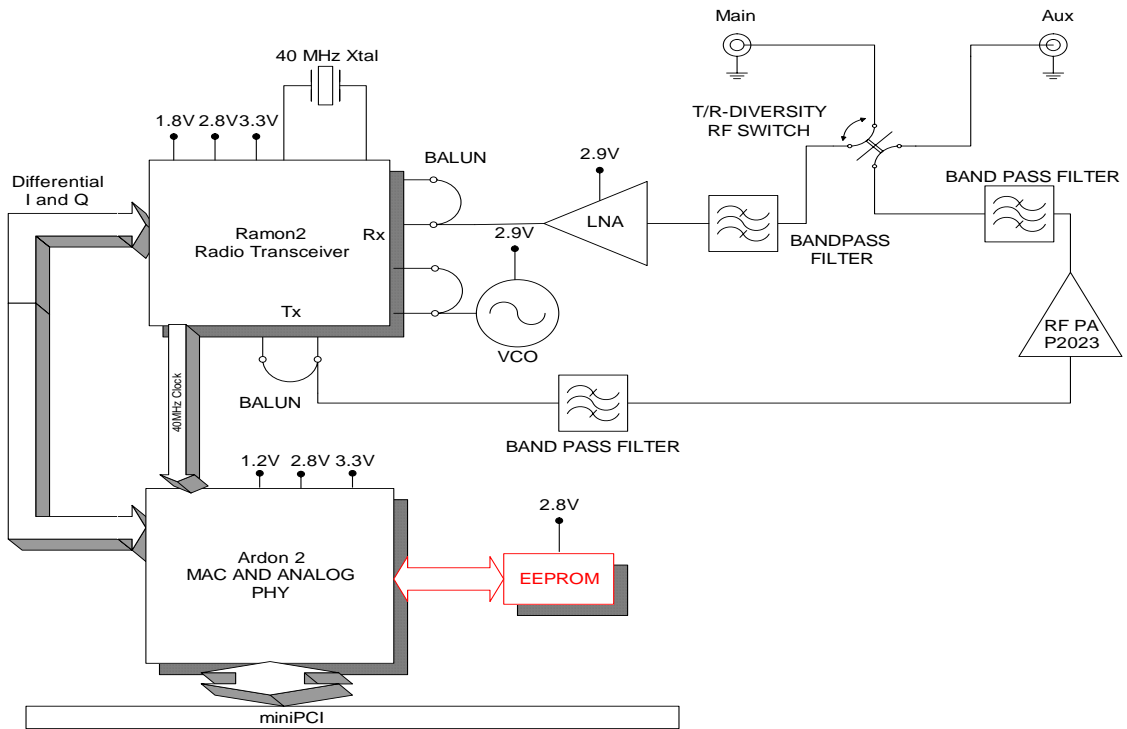 Main
Aux
40 MHz Xtal
T/R-DIVERSITY
RF SWITCH
1.8V 2.8V 3.3V
BALUN
2.9V
BAND PASS FILTER
Differential
I and Q
LNA
Ramon2
Radio Transceiver
Rx
2.9V
BANDPASS
FILTER
Tx
VCO
RF PA
P2023
40MHz Clock
BALUN
BAND PASS FILTER
1.2V 2.8V 3.3V
2.8V
Ardon 2
MAC AND ANALOG
PHY
EEPROM
miniPCI